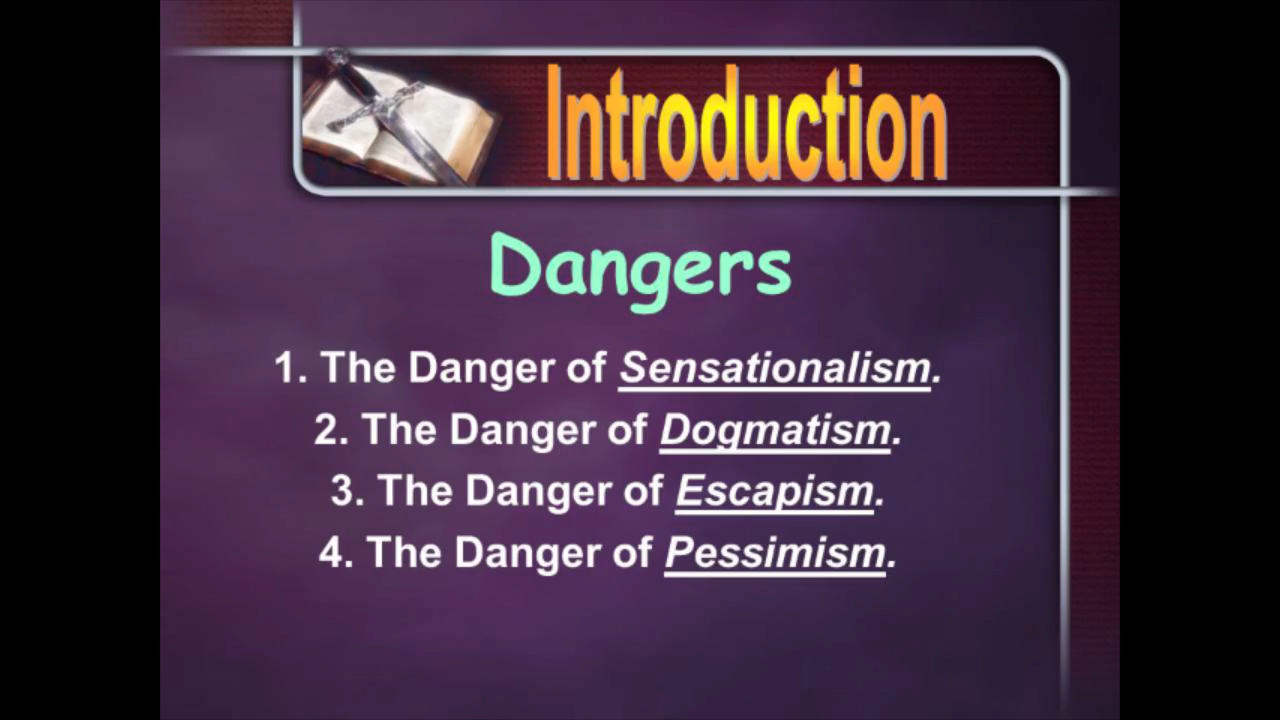 Introduction
Dangers
1. The Danger of Sensationalism.
2. The Danger of Dogmatism.
3. The Danger of Escapism.
4. The Danger of Pessimism.